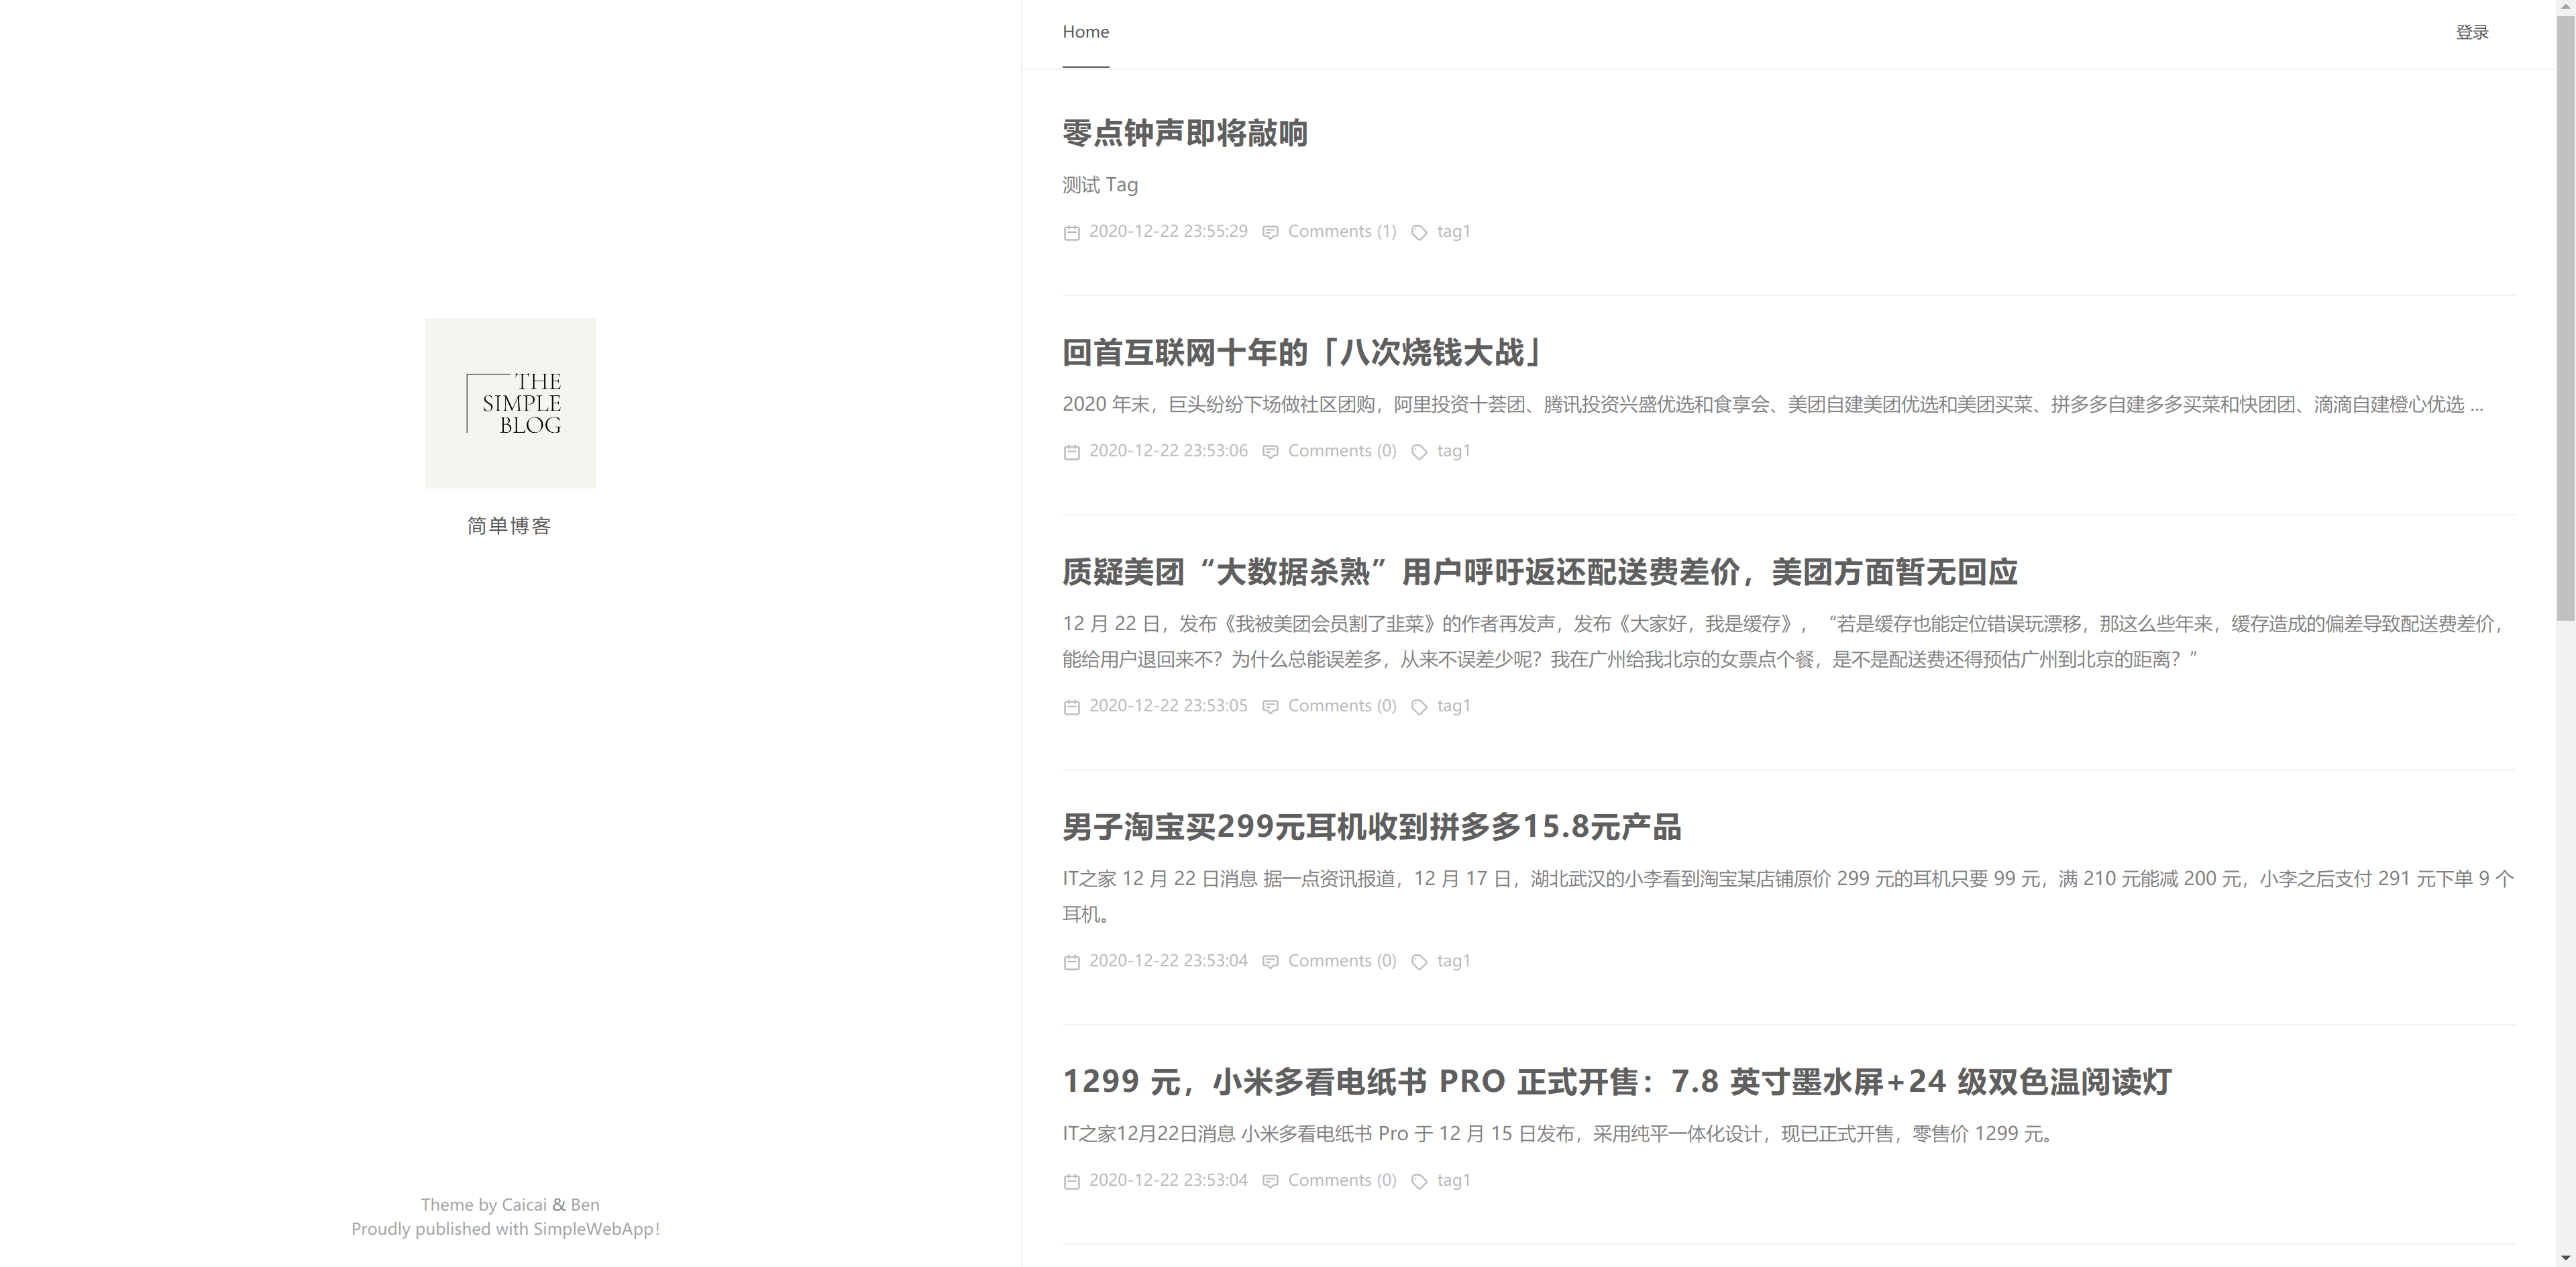 THE
SIMPLE
BLOG
简单博客
Theme by Caicai & Ben
Proudly published with SimpleWebApp!
Home
登录
零点钟声即将敲响
测试 Tag
2020-12-22 23:55:29 Comments (1) tag1
回首互联网十年的「八次烧钱大战」
2020 年末，巨头纷纷下场做社区团购，阿里投资十荟团、腾讯投资兴盛优选和食享会、美团自建美团优选和美团买菜、拼多多自建多多买菜和快团团、滴滴自建橙心优选 ...
2020-12-22 23:53:06 Comments (0) tag1
质疑美团“大数据杀熟”用户呼吁返还配送费差价，美团方面暂无回应
12 月 22 日，发布《我被美团会员割了韭菜》的作者再发声，发布《大家好，我是缓存》，“若是缓存也能定位错误玩漂移，那这么些年来，缓存造成的偏差导致配送费差价，
能给用户退回来不？为什么总能误差多，从来不误差少呢？我在广州给我北京的女票点个餐，是不是配送费还得预估广州到北京的距离？”
2020-12-22 23:53:05 Comments (0) tag1
男子淘宝买299元耳机收到拼多多15.8元产品
IT之家 12 月 22 日消息 据一点资讯报道，12 月 17 日，湖北武汉的小李看到淘宝某店铺原价 299 元的耳机只要 99 元，满 210 元能减 200 元，小李之后支付 291 元下单 9 个
耳机。
2020-12-22 23:53:04 Comments (0) tag1
1299 元，小米多看电纸书 PRO 正式开售：7.8 英寸墨水屏+24 级双色温阅读灯
IT之家12月22日消息 小米多看电纸书 Pro 于 12 月 15 日发布，采用纯平一体化设计，现已正式开售，零售价 1299 元。
2020-12-22 23:53:04 Comments (0) tag1